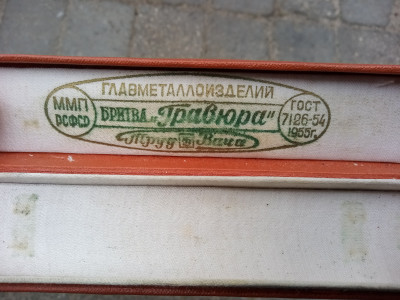 ГЛАВМЕТАЛЛОИЗДЕЛИЙ
ММП
РСФСР
БРИТВА „Гравюра"
Труд Вача
ГОСТ
7126-54
1955г.